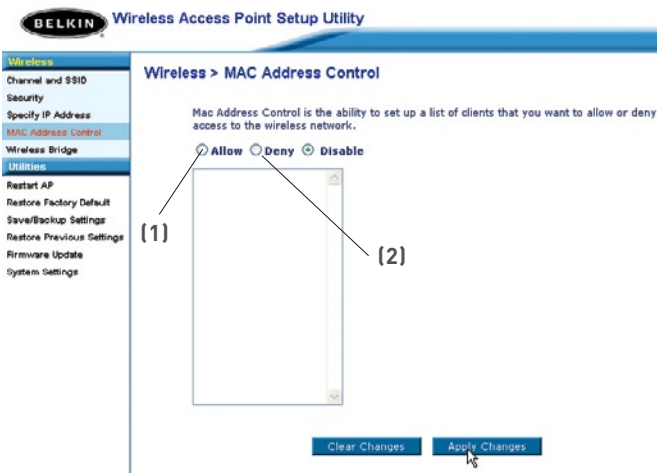 BELKIN Wireless Access Point Setup Utility
Wireless
Channel and SSID
Security
Specify IP Address
MAC Address Control
Wireless Bridge
Utilities
Restart AP
Restore Factory Default
Save/Backup Settings
Restore Previous Settings
Firmware Update
System Settings
Wireless > MAC Address Control
Mac Address Control is the ability to set up a list of clients that you want to allow or deny
access to the wireless network.
Allow Deny Disable
(1)
(2)
Clear Changes Apply Changes